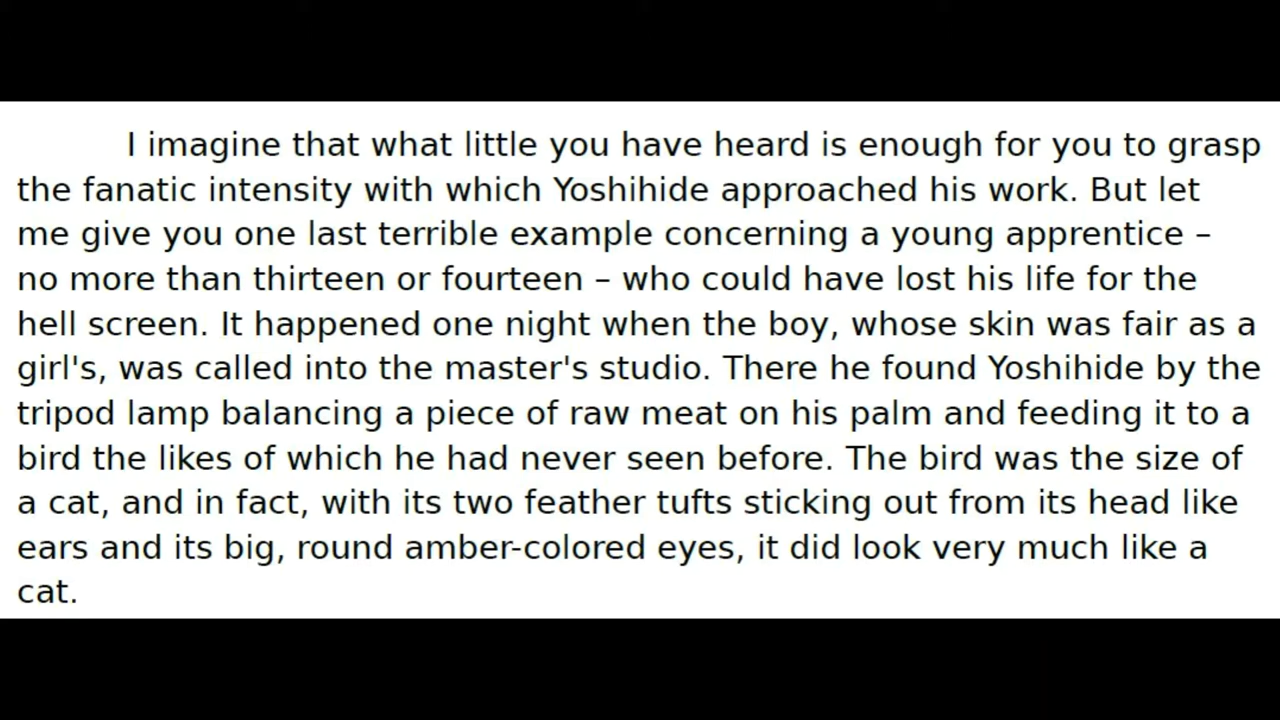 I imagine that what little you have heard is enough for you to grasp
the fanatic intensity with which Yoshihide approached his work. But let
me give you one last terrible example concerning a young apprentice –
no more than thirteen or fourteen – who could have lost his life for the
hell screen. It happened one night when the boy, whose skin was fair as a
girl's, was called into the master's studio. There he found Yoshihide by the
tripod lamp balancing a piece of raw meat on his palm and feeding it to a
bird the likes of which he had never seen before. The bird was the size of
a cat, and in fact, with its two feather tufts sticking out from its head like
ears and its big, round amber-colored eyes, it did look very much like a
cat.